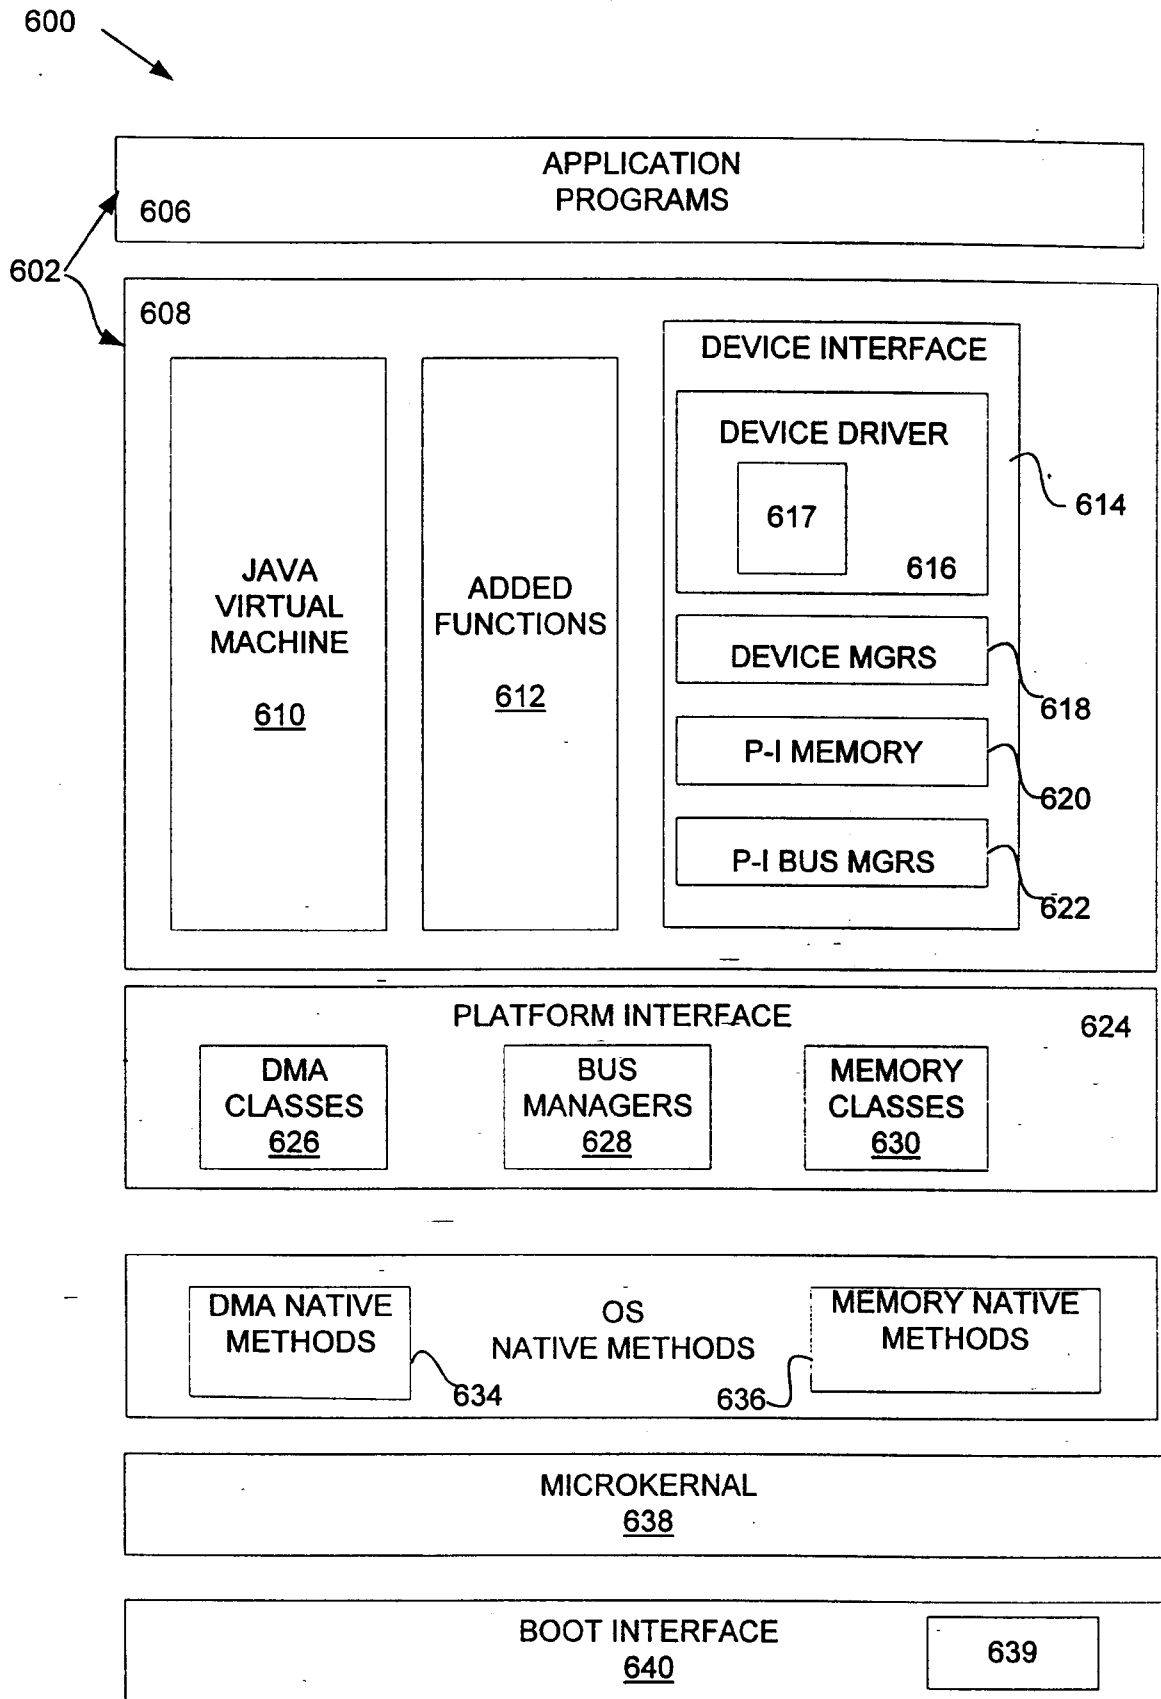 600
APPLICATION
PROGRAMS
606
602
608
DEVICE INTERFACE
DEVICE DRIVER
617
616
614
JAVA
VIRTUAL
MACHINE
610
ADDED
FUNCTIONS
612
DEVICE MGRS
618
P-I MEMORY
620
P-I BUS MGRS
622
PLATFORM INTERFACE
624
DMA
CLASSES
626
BUS
MANAGERS
628
MEMORY
CLASSES
630
DMA NATIVE
METHODS
634
OS
NATIVE METHODS
636
MEMORY NATIVE
METHODS
MICROKERNAL
638
BOOT INTERFACE
640
639